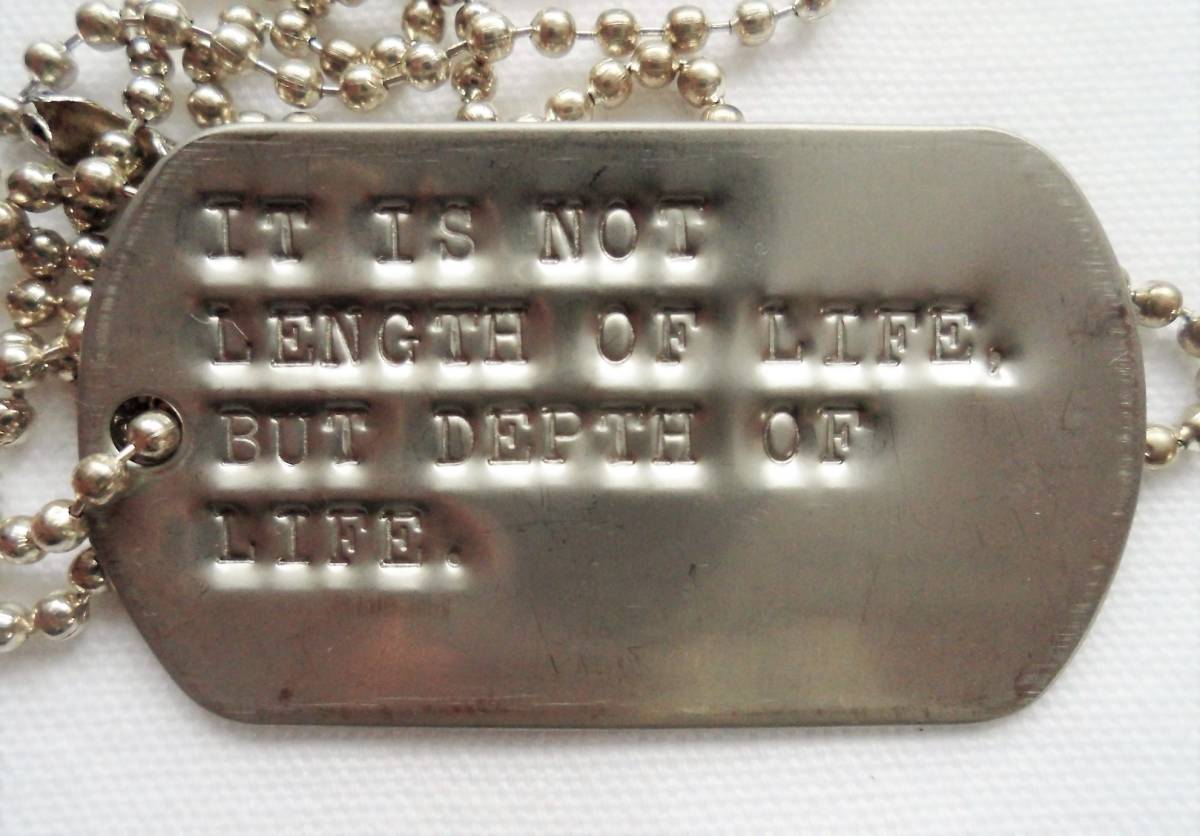 IT IS NOT
LENGTH OF LIFE,
BUT DEPTH OF
LIFE.